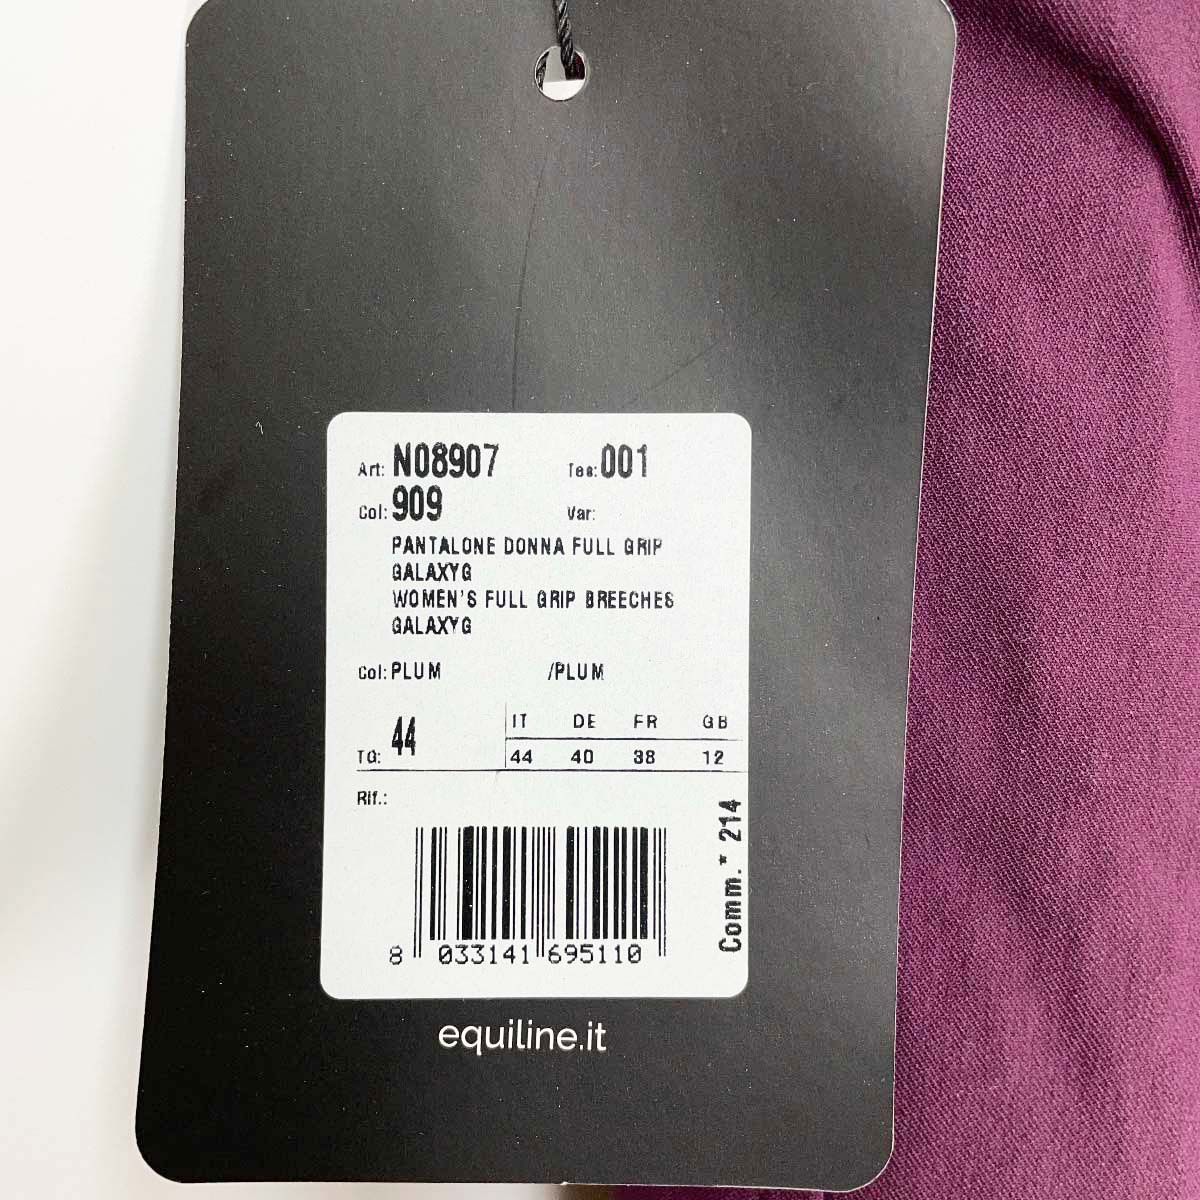 Art: N08907 Tes: 001
Col: 909 Var:
PANTALONE DONNA FULL GRIP
GALAXYG
WOMEN'S FULL GRIP BREECHES
GALAXYG
Col: PLUM /PLUM
IT DE FR GB
TG: 44 44 40 38 12
Rif.:
Comm.* 214
8 033141 695110
equiline.it